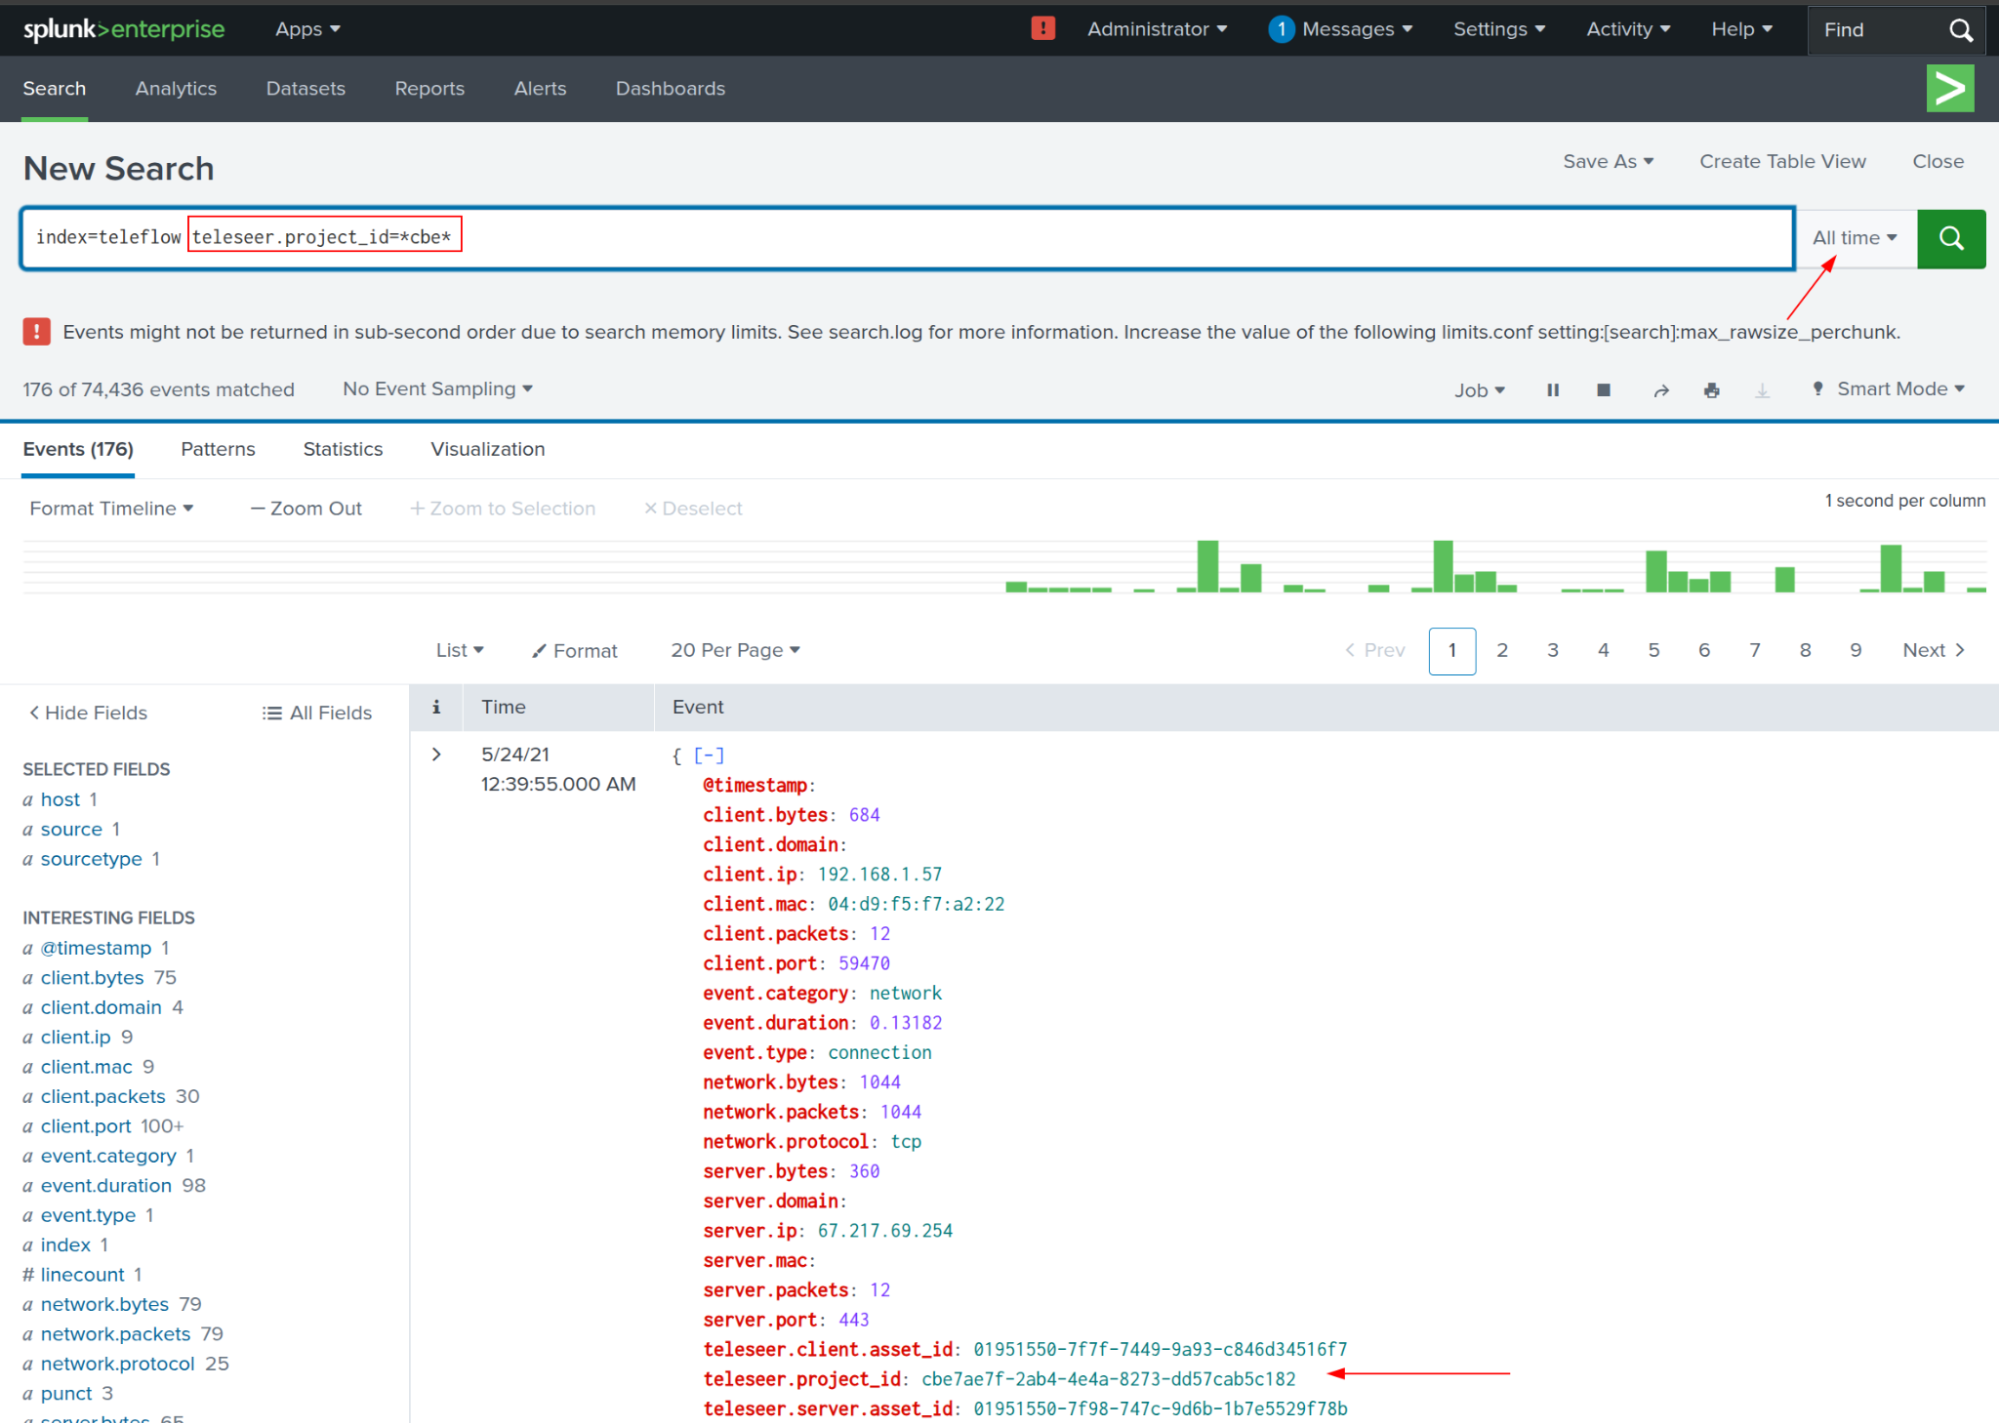 splunk>enterprise Apps Administrator 1 Messages Settings Activity Help Find
Search Analytics Datasets Reports Alerts Dashboards
New Search Save As Create Table View Close
index=teleflow teleseer.project_id=*cbe* All time
Events might not be returned in sub-second order due to search memory limits. See search.log for more information. Increase the value of the following limits.conf setting:[search]:max_rawsize_perchunk.
176 of 74,436 events matched No Event Sampling Job Smart Mode
Events (176) Patterns Statistics Visualization
Format Timeline — Zoom Out + Zoom to Selection × Deselect 1 second per column
List Format 20 Per Page < Prev 1 2 3 4 5 6 7 8 9 Next >
< Hide Fields All Fields
SELECTED FIELDS
a host 1
a source 1
a sourcetype 1
INTERESTING FIELDS
a @timestamp 1
a client.bytes 75
a client.domain 4
a client.ip 9
a client.mac 9
a client.packets 30
a client.port 100+
a event.category 1
a event.duration 98
a event.type 1
a index 1
# linecount 1
a network.bytes 79
a network.packets 79
a network.protocol 25
a punct 3
a server.bytes 65
i Time Event
> 5/24/21
12:39:55.000 AM
{ [-]
@timestamp:
client.bytes: 684
client.domain:
client.ip: 192.168.1.57
client.mac: 04:d9:f5:f7:a2:22
client.packets: 12
client.port: 59470
event.category: network
event.duration: 0.13182
event.type: connection
network.bytes: 1044
network.packets: 1044
network.protocol: tcp
server.bytes: 360
server.domain:
server.ip: 67.217.69.254
server.mac:
server.packets: 12
server.port: 443
teleseer.client.asset_id: 01951550-7f7f-7449-9a93-c846d34516f7
teleseer.project_id: cbe7ae7f-2ab4-4e4a-8273-dd57cab5c182
teleseer.server.asset_id: 01951550-7f98-747c-9d6b-1b7e5529f78b